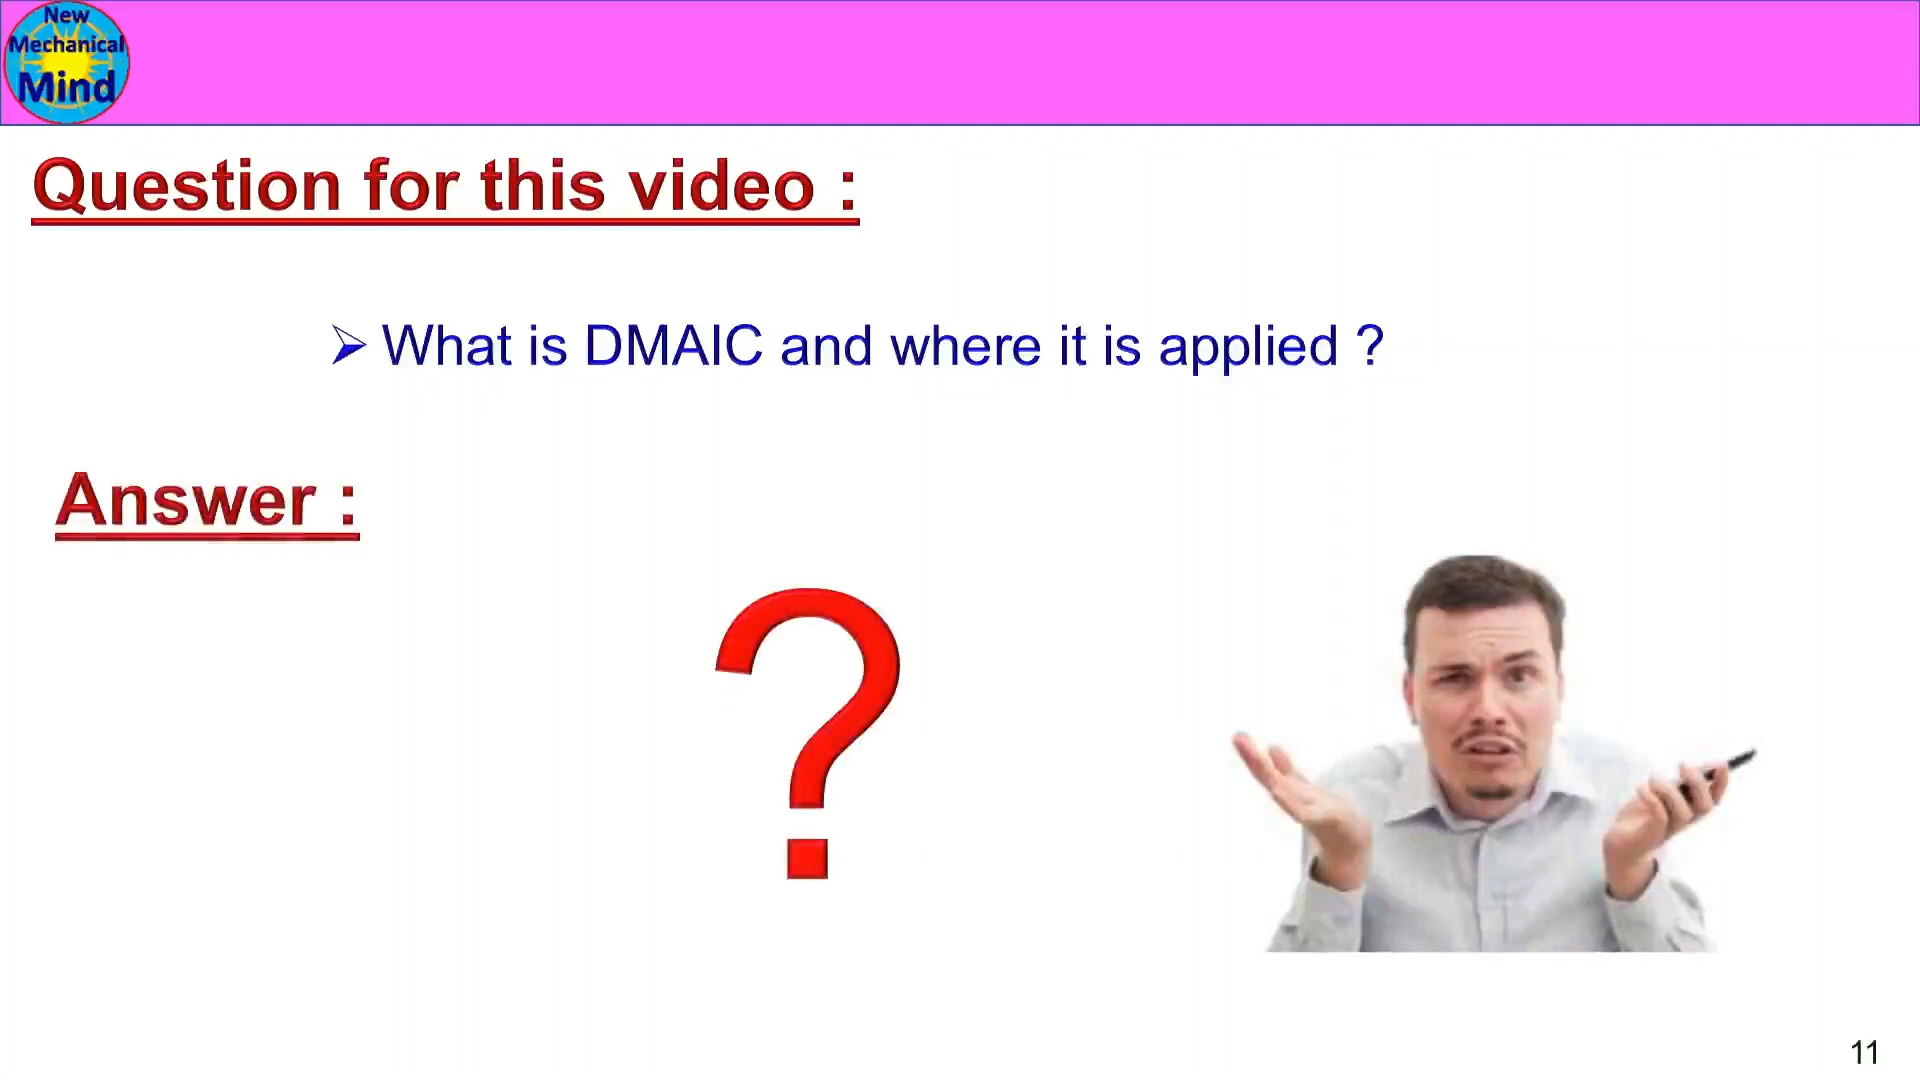 New
Mechanical
Mind
Question for this video :
➢ What is DMAIC and where it is applied ?
Answer :
?
11